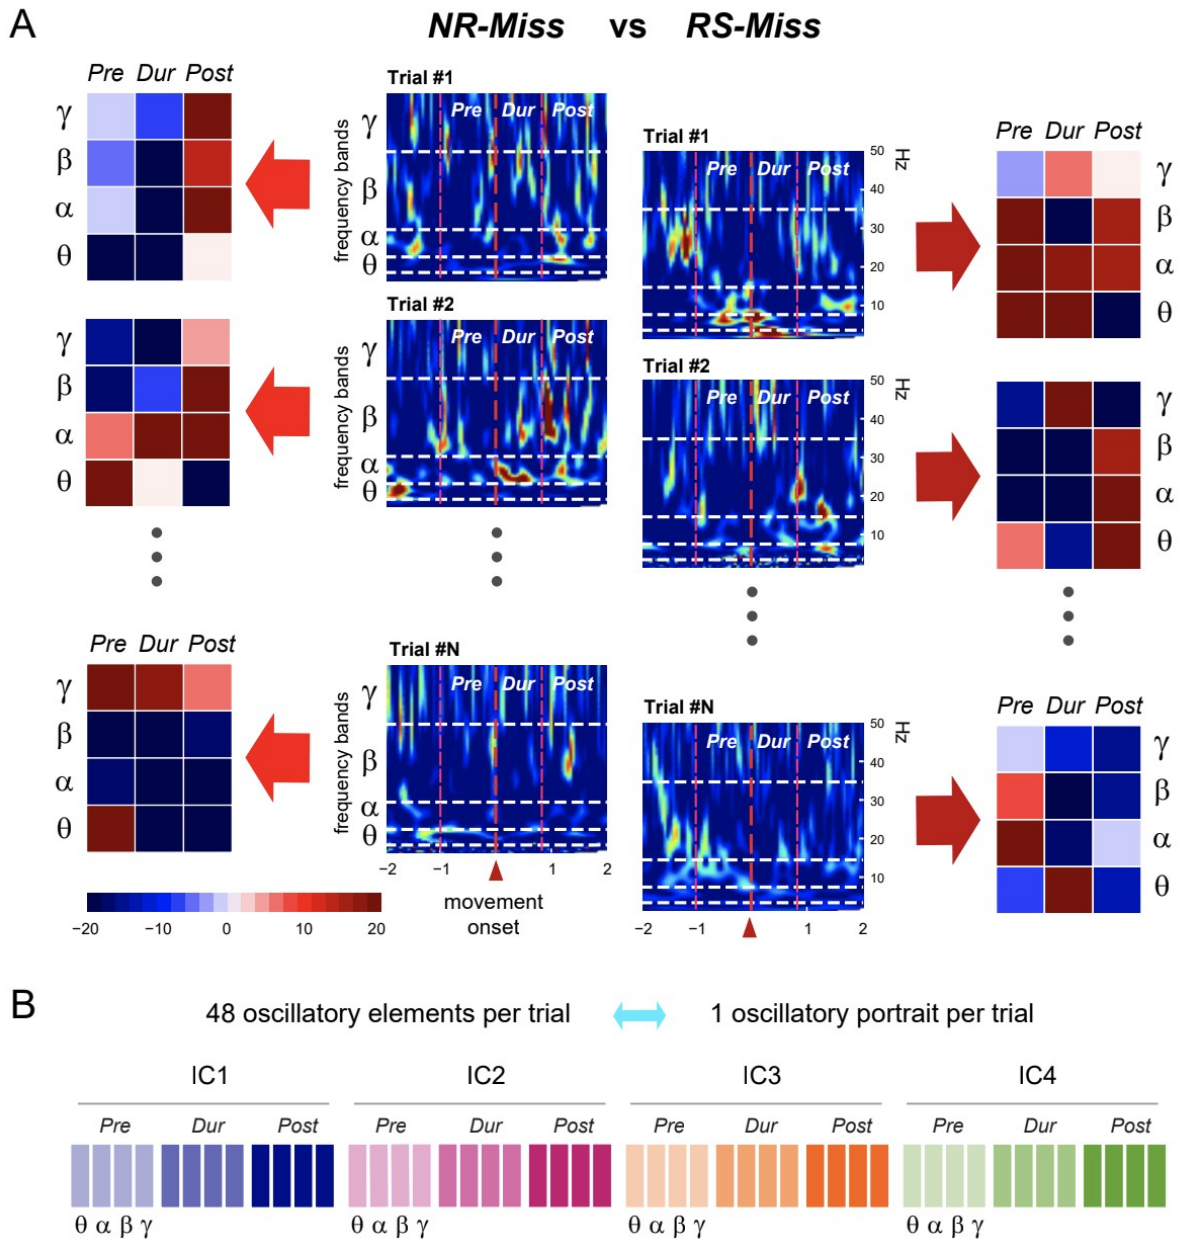 A
NR-Miss vs RS-Miss
Pre Dur Post
γ
β
α
θ
γ
β
α
θ
Pre Dur Post
γ
β
α
θ
−20 −10 0 10 20
Trial #1
frequency bands
γ
β
α
θ
Pre Dur Post
Trial #2
frequency bands
γ
β
α
θ
Pre Dur Post
Trial #N
frequency bands
γ
β
α
θ
Pre Dur Post
−2 −1 1 2
movement
onset
Trial #1
Pre Dur Post
50
40
30
20
10
Hz
Trial #2
Pre Dur Post
50
40
30
20
10
Trial #N
Pre Dur Post
50
40
30
20
10
Hz
−2 −1 1 2
Pre Dur Post
γ
β
α
θ
γ
β
α
θ
Pre Dur Post
γ
β
α
θ
B
48 oscillatory elements per trial 1 oscillatory portrait per trial
IC1 IC2 IC3 IC4
Pre Dur Post Pre Dur Post Pre Dur Post Pre Dur Post
θ α β γ θ α β γ θ α β γ θ α β γ